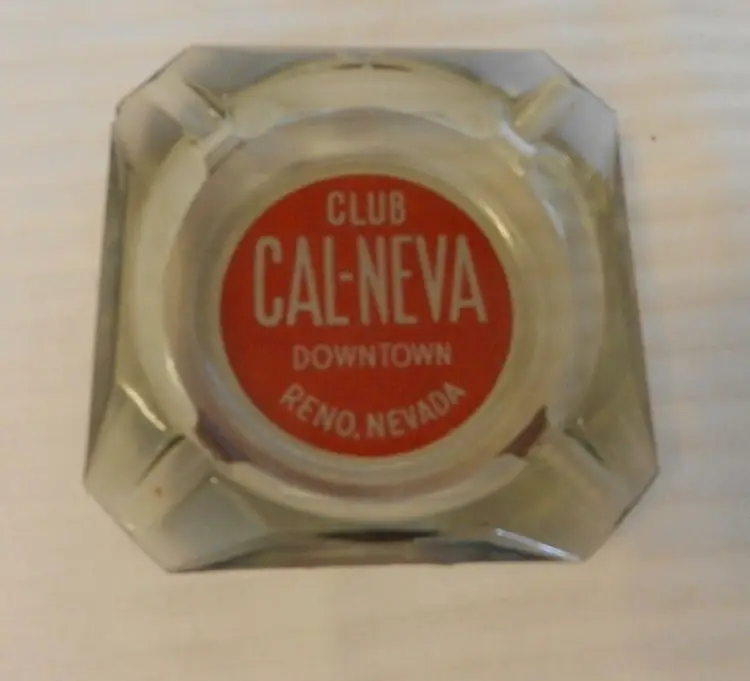 CLUB
CAL-NEVA
DOWNTOWN
RENO, NEVADA